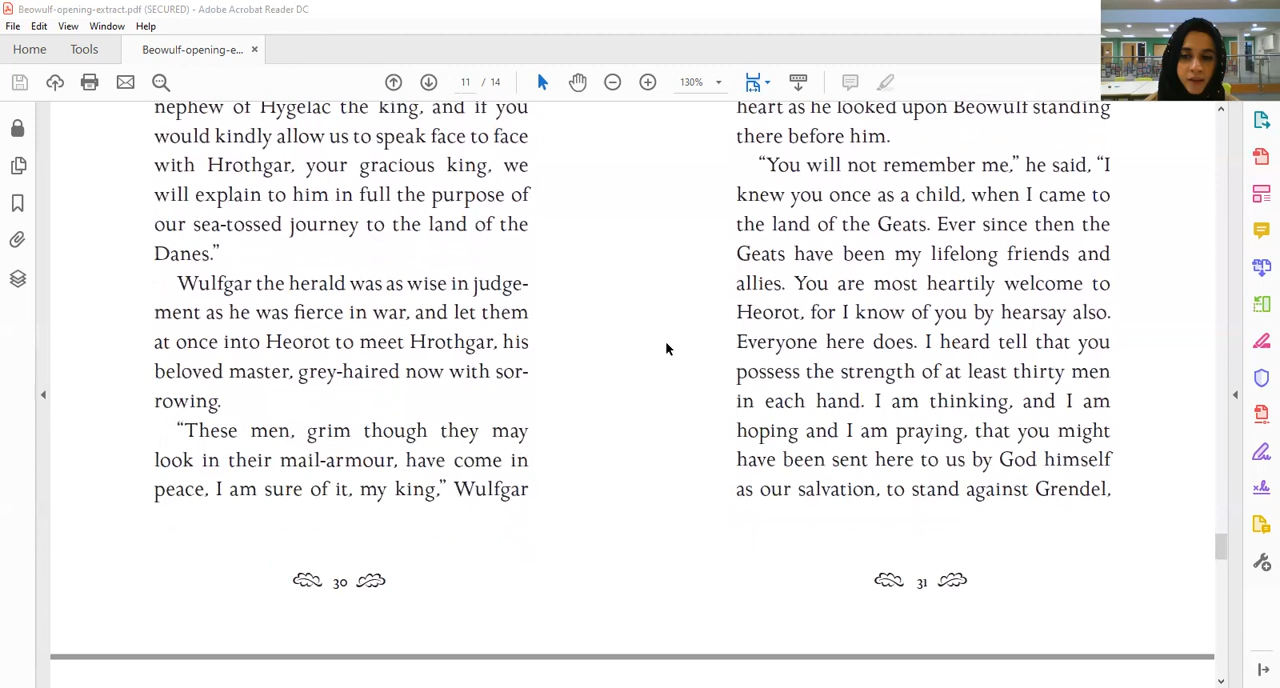 Beowulf-opening-extract.pdf (SECURED) - Adobe Acrobat Reader DC
File Edit View Window Help
Home Tools Beowulf-opening-e... ×
11 / 14 130%
nephew of Hygelac the king, and if you
would kindly allow us to speak face to face
with Hrothgar, your gracious king, we
will explain to him in full the purpose of
our sea-tossed journey to the land of the
Danes.”
Wulfgar the herald was as wise in judge-
ment as he was fierce in war, and let them
at once into Heorot to meet Hrothgar, his
beloved master, grey-haired now with sor-
rowing.
“These men, grim though they may
look in their mail-armour, have come in
peace, I am sure of it, my king,” Wulfgar
30
heart as he looked upon Beowulf standing
there before him.
“You will not remember me,” he said, “I
knew you once as a child, when I came to
the land of the Geats. Ever since then the
Geats have been my lifelong friends and
allies. You are most heartily welcome to
Heorot, for I know of you by hearsay also.
Everyone here does. I heard tell that you
possess the strength of at least thirty men
in each hand. I am thinking, and I am
hoping and I am praying, that you might
have been sent here to us by God himself
as our salvation, to stand against Grendel,
31